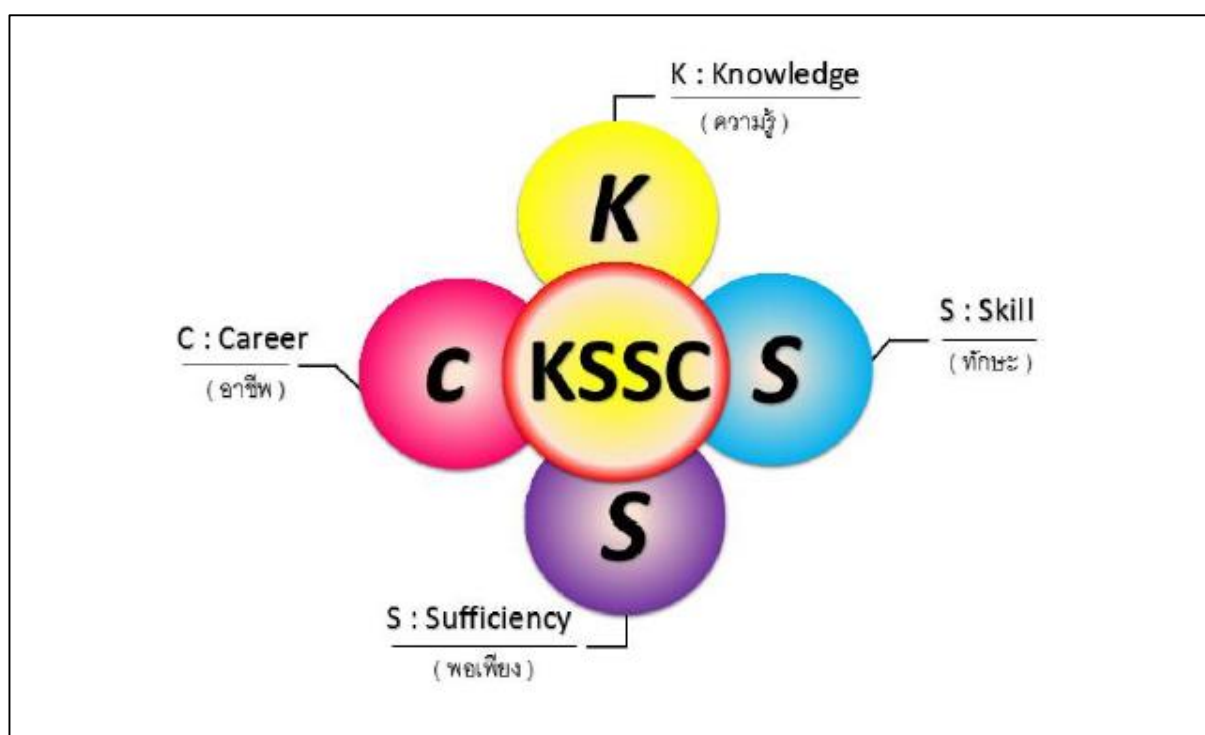 K : Knowledge
( ความรู้ )
K
C : Career
( อาชีพ )
C
KSSC
S
S : Skill
( ทักษะ )
S
S : Sufficiency
( พอเพียง )